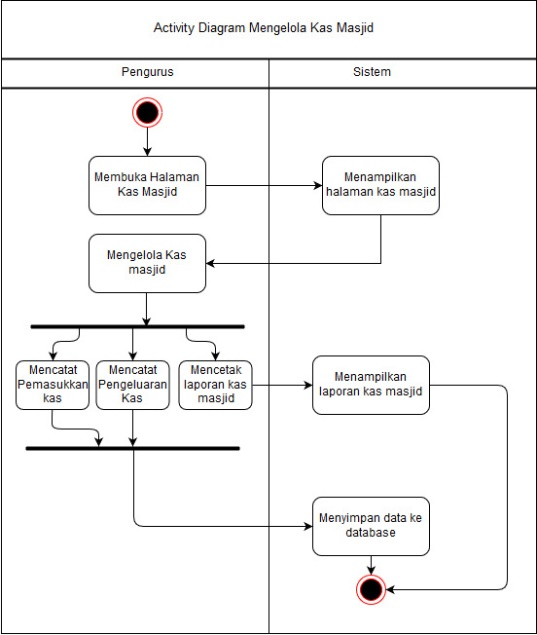 Activity Diagram Mengelola Kas Masjid
Pengurus
Sistem
Membuka Halaman
Kas Masjid
Menampilkan
halaman kas masjid
Mengelola Kas
masjid
Mencatat
Pemasukkan
kas
Mencatat
Pengeluaran
Kas
Mencetak
laporan kas
masjid
Menampilkan
laporan kas masjid
Menyimpan data ke
database